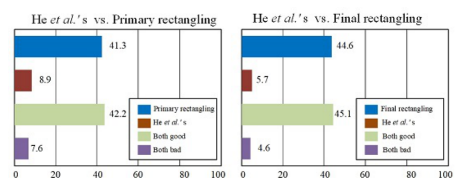 He et al.' s vs. Primary rectangling
41.3
8.9
42.2
7.6
Primary rectangling
He et al.' s
Both good
Both bad
0 20 40 60 80 100
He et al.' s vs. Final rectangling
44.6
5.7
45.1
4.6
Final rectangling
He et al.' s
Both good
Both bad
0 20 40 60 80 100